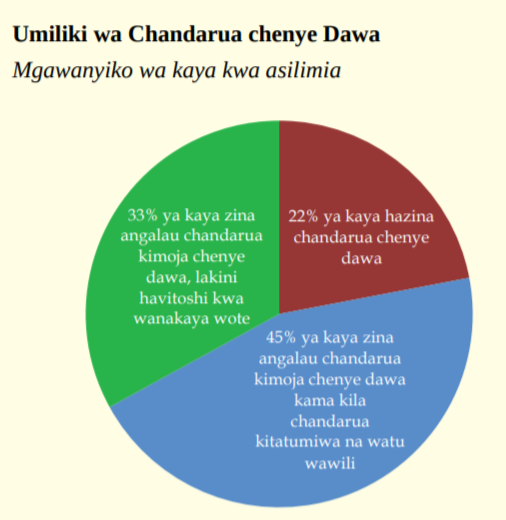 Umiliki wa Chandarua chenye Dawa
Mgawanyiko wa kaya kwa asilimia
33% ya kaya zina
angalau chandarua
kimoja chenye
dawa, lakini
havitoshi kwa
wanakaya wote
22% ya kaya hazina
chandarua chenye
dawa
45% ya kaya zina
angalau chandarua
kimoja chenye dawa
kama kila
chandarua
kitatumiwa na watu
wawili